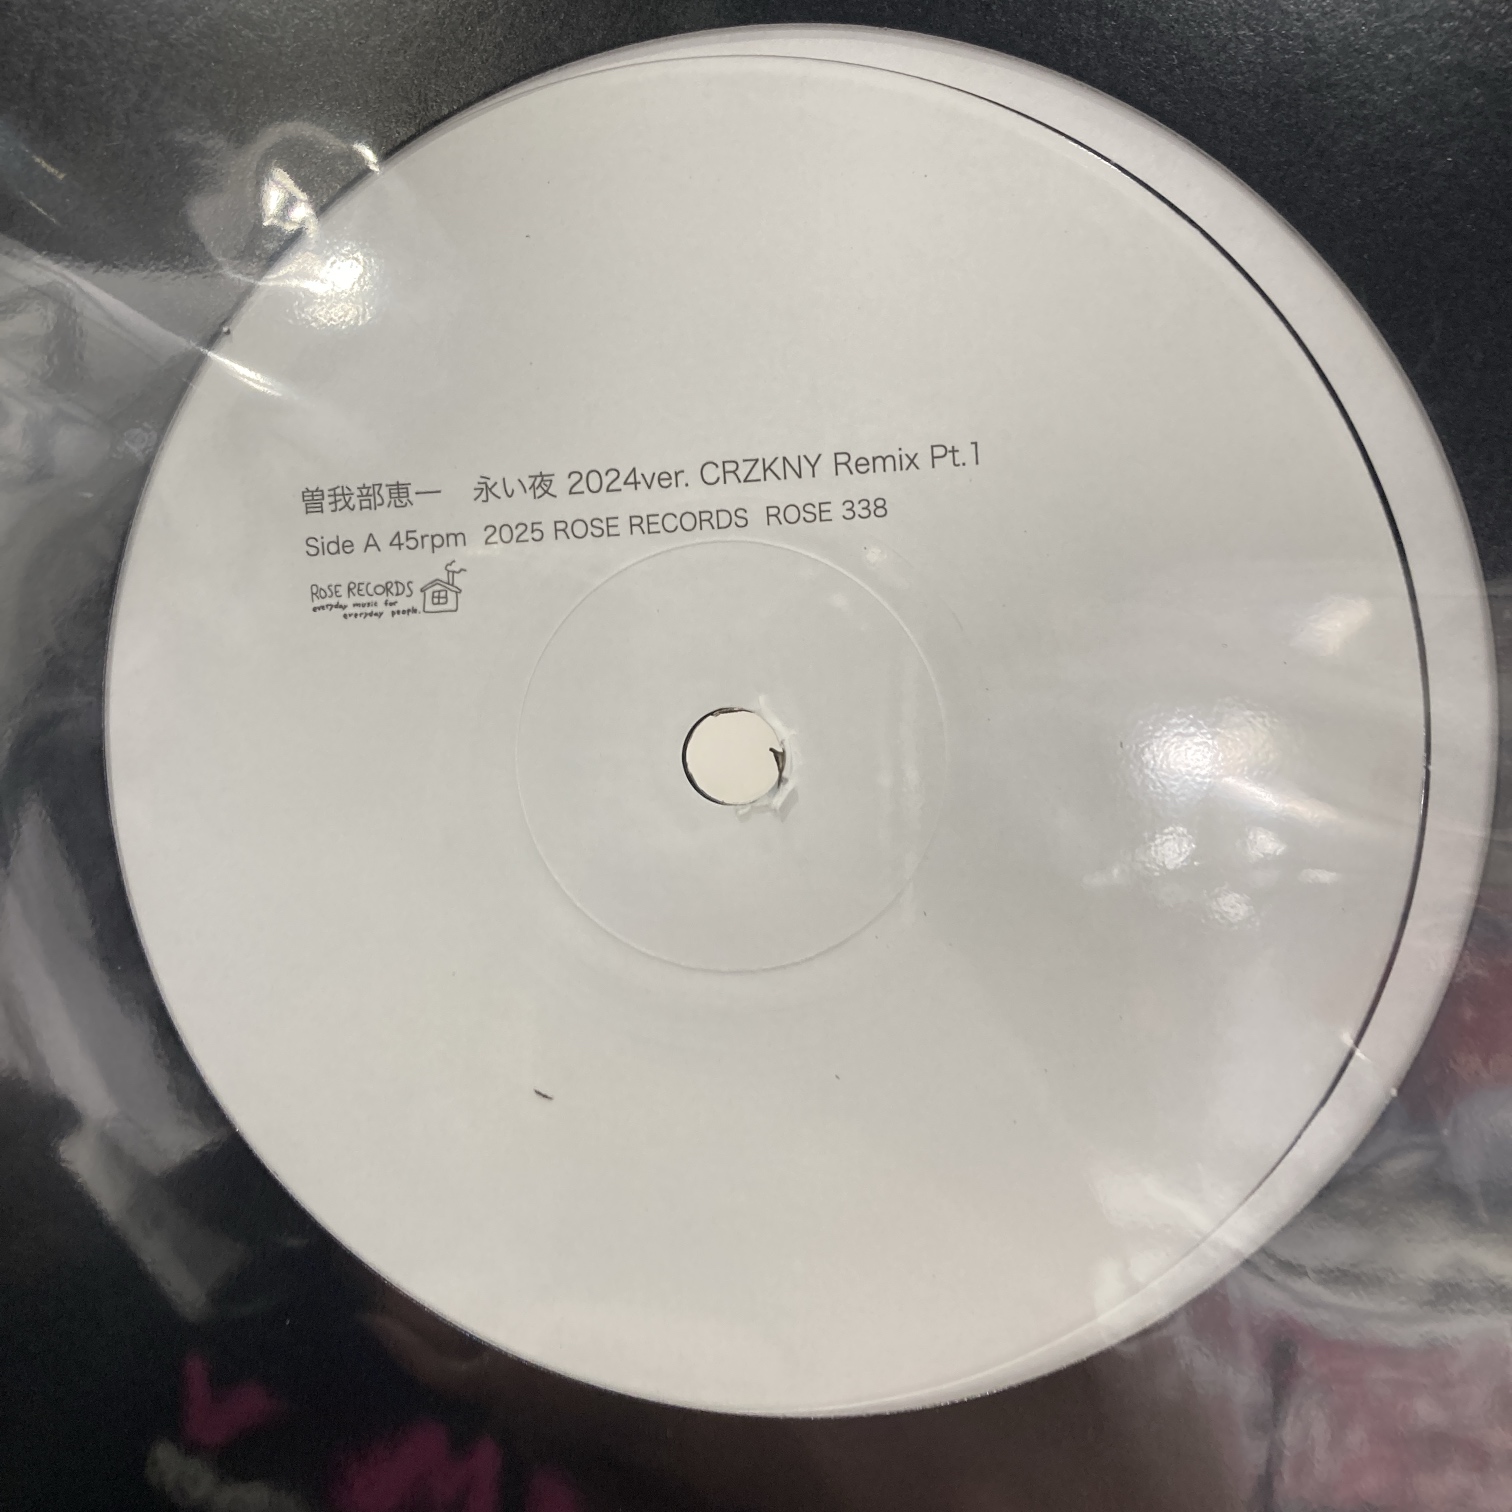 曽我部恵一　永い夜 2024ver. CRZKNY Remix Pt.1
Side A 45rpm 2025 ROSE RECORDS ROSE 338
ROSE RECORDS
everyday music for
everyday people.